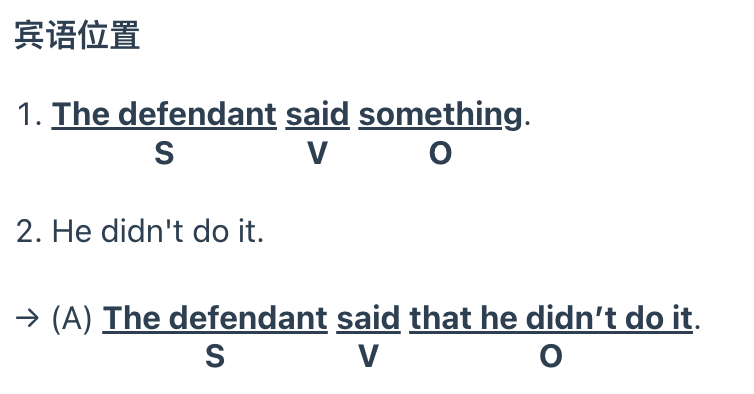 宾语位置
1. The defendant said something.
S V O
2. He didn't do it.
→ (A) The defendant said that he didn’t do it.
S V O